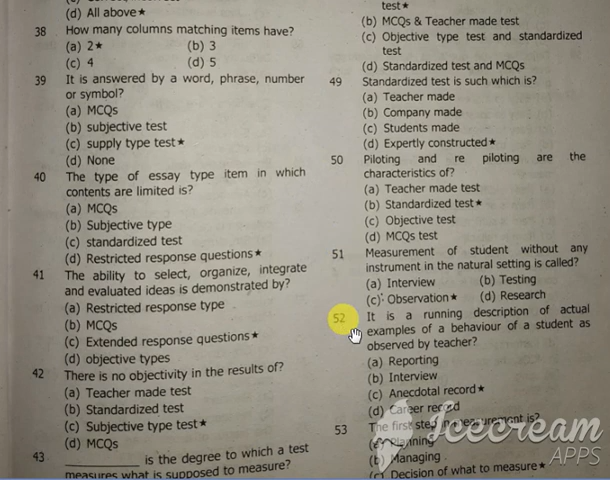 (d) All above★
38 How many columns matching items have?
(a) 2★ (b) 3
(c) 4 (d) 5
39 It is answered by a word, phrase, number
or symbol?
(a) MCQs
(b) subjective test
(c) supply type test★
(d) None
40 The type of essay type item in which
contents are limited is?
(a) MCQs
(b) Subjective type
(c) standardized test
(d) Restricted response questions★
41 The ability to select, organize, integrate
and evaluated ideas is demonstrated by?
(a) Restricted response type
(b) MCQs
(c) Extended response questions★
(d) objective types
42 There is no objectivity in the results of?
(a) Teacher made test
(b) Standardized test
(c) Subjective type test★
(d) MCQs
43 __________ is the degree to which a test
measures what is supposed to measure?
test★
(b) MCQs & Teacher made test
(c) Objective type test and standardized
test
(d) Standardized test and MCQs
49 Standardized test is such which is?
(a) Teacher made
(b) Company made
(c) Students made
(d) Expertly constructed★
50 Piloting and re piloting are the
characteristics of?
(a) Teacher made test
(b) Standardized test★
(c) Objective test
(d) MCQs test
51 Measurement of student without any
instrument in the natural setting is called?
(a) Interview (b) Testing
(c) Observation★ (d) Research
52 It is a running description of actual
examples of a behaviour of a student as
observed by teacher?
(a) Reporting
(b) Interview
(c) Anecdotal record★
(d) Career record
53 The first step in measurement is?
(a) Planning
(b) Managing
(c) Decision of what to measure★
Icecream
APPS